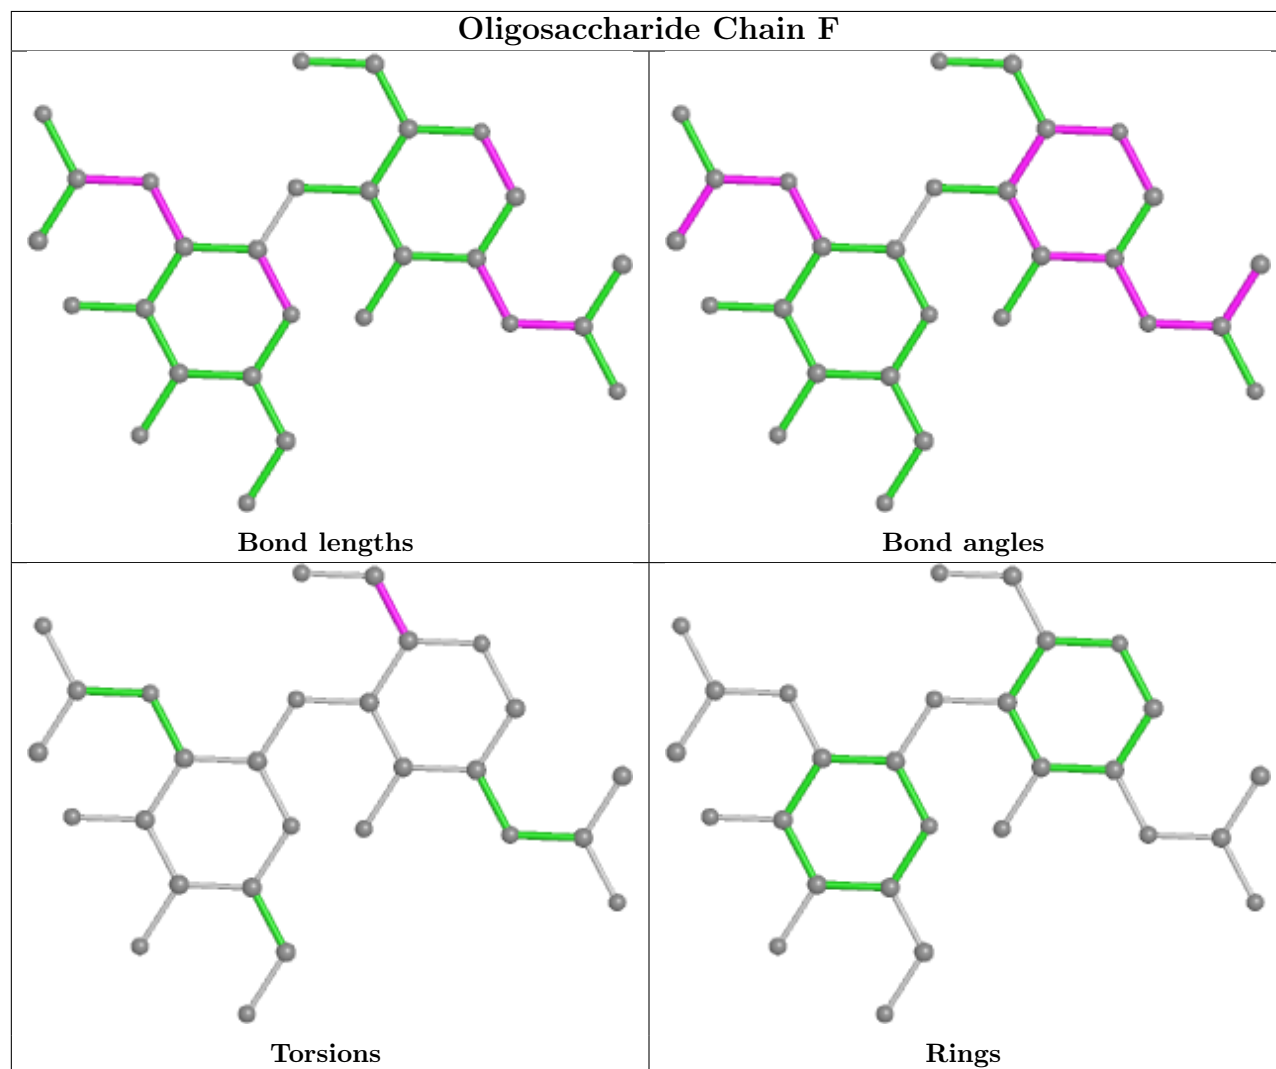 Oligosaccharide Chain F
Bond lengths
Bond angles
Torsions
Rings